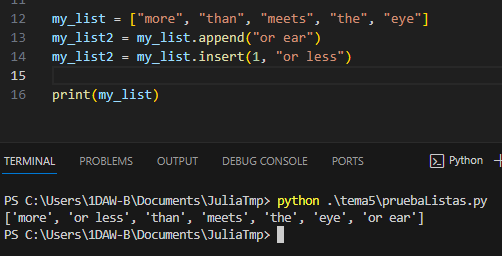 12 my_list = ["more", "than", "meets", "the", "eye"]
13 my_list2 = my_list.append("or ear")
14 my_list2 = my_list.insert(1, "or less")
15
16 print(my_list)
TERMINAL PROBLEMS OUTPUT DEBUG CONSOLE Python
PS C:\Users\1DAW-B\Documents\JuliaTmp> python .\tema5\pruebaListas.py
['more', 'or less', 'than', 'meets', 'the', 'eye', 'or ear']
PS C:\Users\1DAW-B\Documents\JuliaTmp>